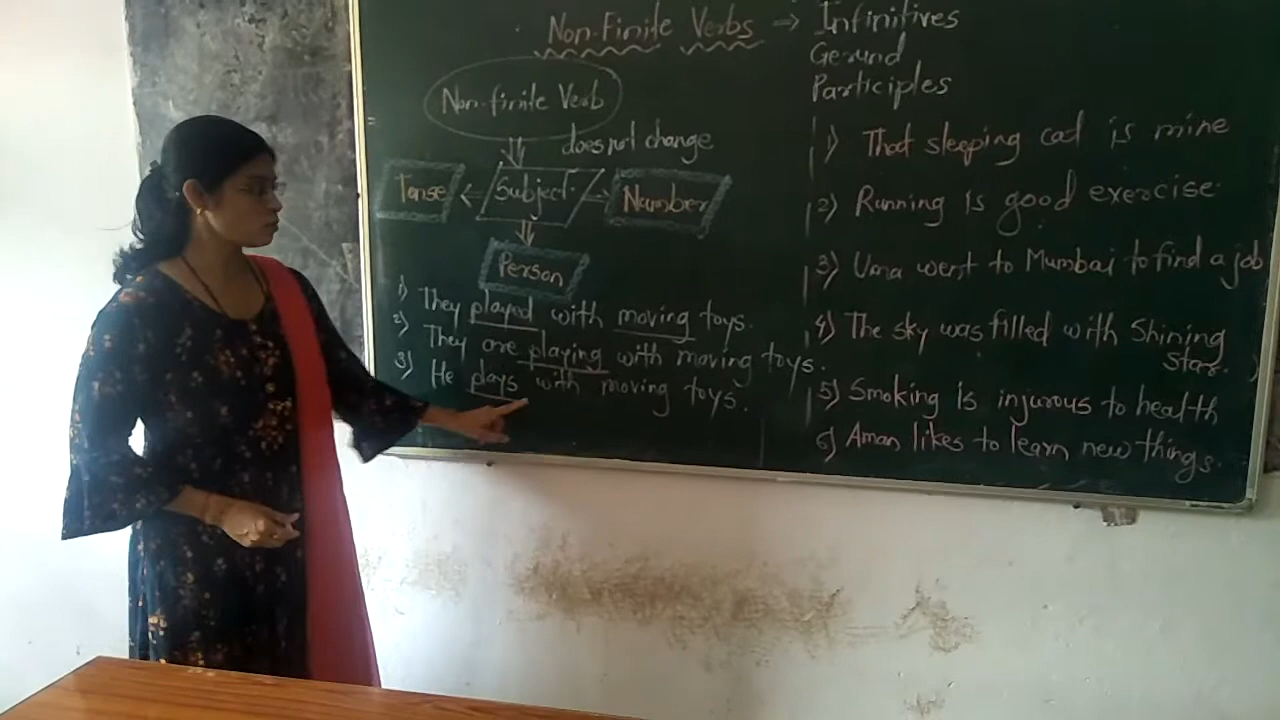 Non-Finite Verbs → Infinitives
Gerund
Participles
Non-finite Verb
does not change
Tense ← Subject → Number
Person
1) They played with moving toys.
2) They are playing with moving toys.
3) He plays with moving toys.
1) That sleeping cat is mine
2) Running is good exercise.
3) Uma went to Mumbai to find a job
4) The sky was filled with Shining
Star.
5) Smoking is injurous to health
6) Aman likes to learn new things.